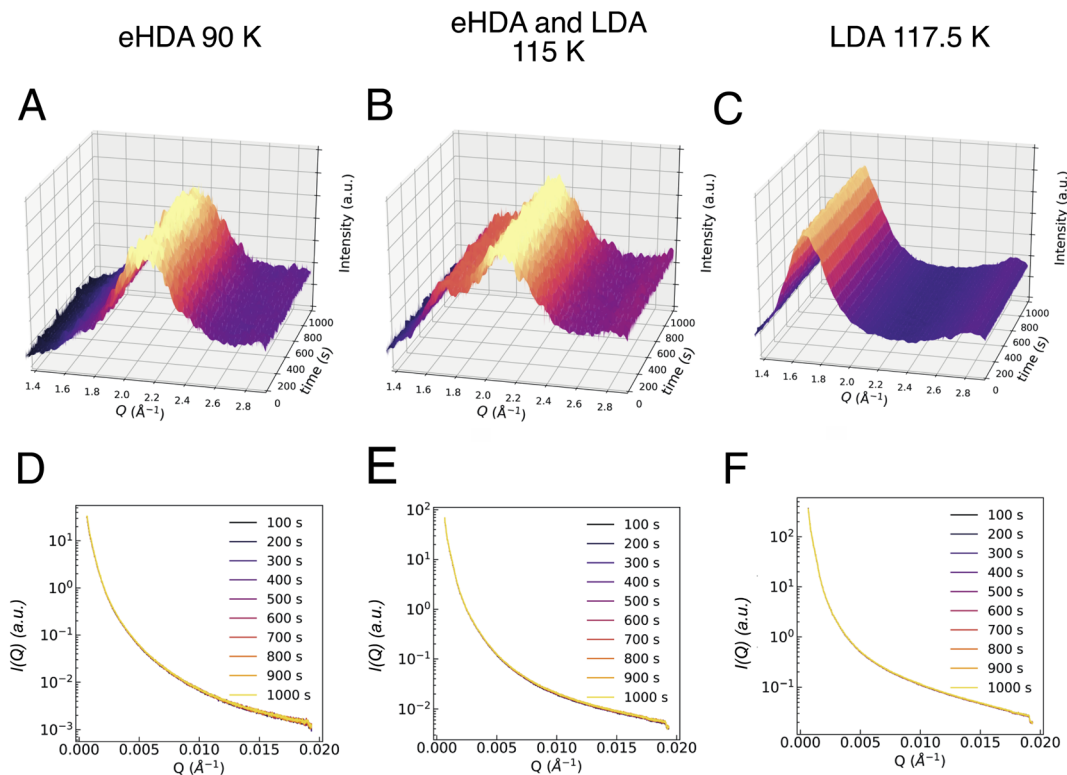 eHDA 90 K
eHDA and LDA
115 K
LDA 117.5 K
A
B
C
Intensity (a.u.)
Intensity (a.u.)
Intensity (a.u.)
1.4 1.6 1.8 2.0 2.2 2.4 2.6 2.8
Q (Å⁻¹)
0 200 400 600 800 1000
time (s)
1.4 1.6 1.8 2.0 2.2 2.4 2.6 2.8
Q (Å⁻¹)
0 200 400 600 800 1000
time (s)
1.4 1.6 1.8 2.0 2.2 2.4 2.6 2.8
Q (Å⁻¹)
0 200 400 600 800 1000
time (s)
D
E
F
I(Q) (a.u.)
10¹
10⁰
10⁻¹
10⁻²
10⁻³
100 s
200 s
300 s
400 s
500 s
600 s
700 s
800 s
900 s
1000 s
0.000 0.005 0.010 0.015 0.020
Q (Å⁻¹)
I(Q) (a.u.)
10²
10¹
10⁰
10⁻¹
10⁻²
100 s
200 s
300 s
400 s
500 s
600 s
700 s
800 s
900 s
1000 s
0.000 0.005 0.010 0.015 0.020
Q (Å⁻¹)
I(Q) (a.u.)
10²
10¹
10⁰
10⁻¹
100 s
200 s
300 s
400 s
500 s
600 s
700 s
800 s
900 s
1000 s
0.000 0.005 0.010 0.015 0.020
Q (Å⁻¹)